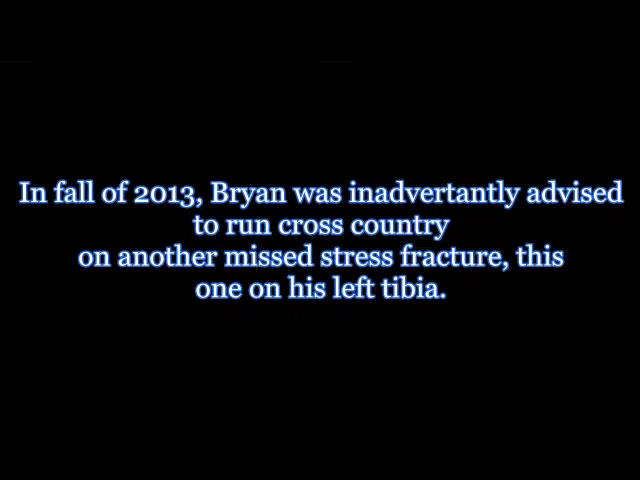 In fall of 2013, Bryan was inadvertantly advised
to run cross country
on another missed stress fracture, this
one on his left tibia.